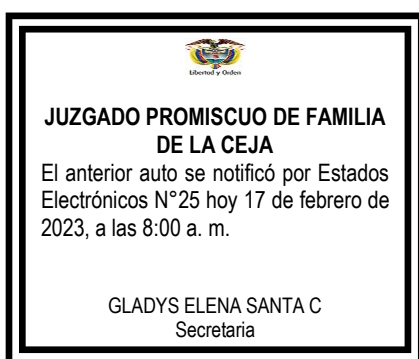 Libertad y Orden
JUZGADO PROMISCUO DE FAMILIA
DE LA CEJA
El anterior auto se notificó por Estados
Electrónicos N°25 hoy 17 de febrero de
2023, a las 8:00 a. m.
GLADYS ELENA SANTA C
Secretaria